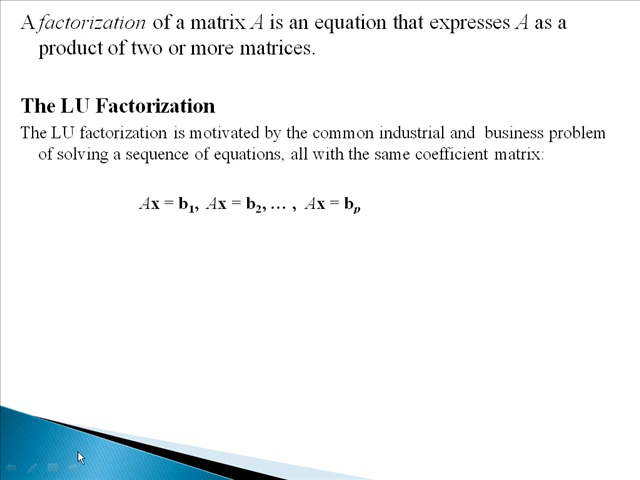 A factorization of a matrix A is an equation that expresses A as a
product of two or more matrices.
The LU Factorization
The LU factorization is motivated by the common industrial and business problem
of solving a sequence of equations, all with the same coefficient matrix:
Ax = b₁, Ax = b₂, … , Ax = bₚ